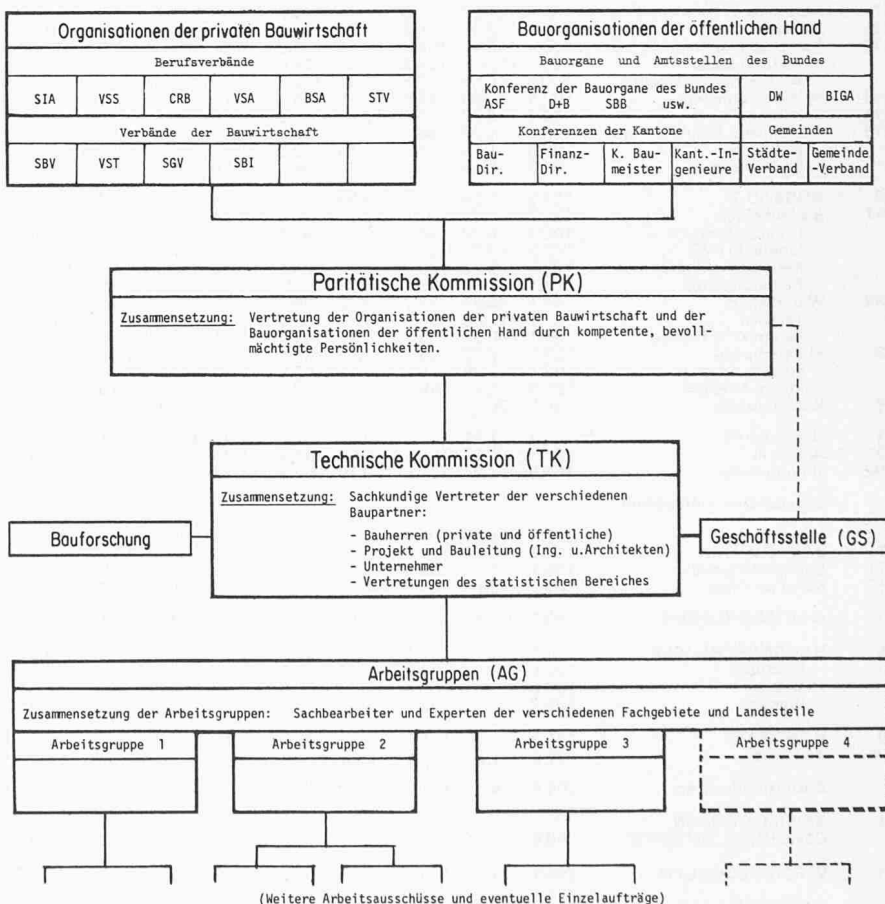 Organisationen der privaten Bauwirtschaft
Berufsverbände
SIA VSS CRB VSA BSA STV
Verbände der Bauwirtschaft
SBV VST SGV SBI
Bauorganisationen der öffentlichen Hand
Bauorgane und Amtsstellen des Bundes
Konferenz der Bauorgane des Bundes
ASF D+B SBB usw.
DW BIGA
Konferenzen der Kantone Gemeinden
Bau-
Dir.
Finanz-
Dir.
K. Bau-
meister
Kant.-In-
genieure
Städte-
Verband
Gemeinde
-Verband
Paritätische Kommission (PK)
Zusammensetzung: Vertretung der Organisationen der privaten Bauwirtschaft und der
Bauorganisationen der öffentlichen Hand durch kompetente, bevoll-
mächtigte Persönlichkeiten.
Technische Kommission (TK)
Zusammensetzung: Sachkundige Vertreter der verschiedenen
Baupartner:
- Bauherren (private und öffentliche)
- Projekt und Bauleitung (Ing. u.Architekten)
- Unternehmer
- Vertretungen des statistischen Bereiches
Bauforschung
Geschäftsstelle (GS)
Arbeitsgruppen (AG)
Zusammensetzung der Arbeitsgruppen: Sachbearbeiter und Experten der verschiedenen Fachgebiete und Landesteile
Arbeitsgruppe 1 Arbeitsgruppe 2 Arbeitsgruppe 3 Arbeitsgruppe 4
(Weitere Arbeitsausschüsse und eventuelle Einzelaufträge)